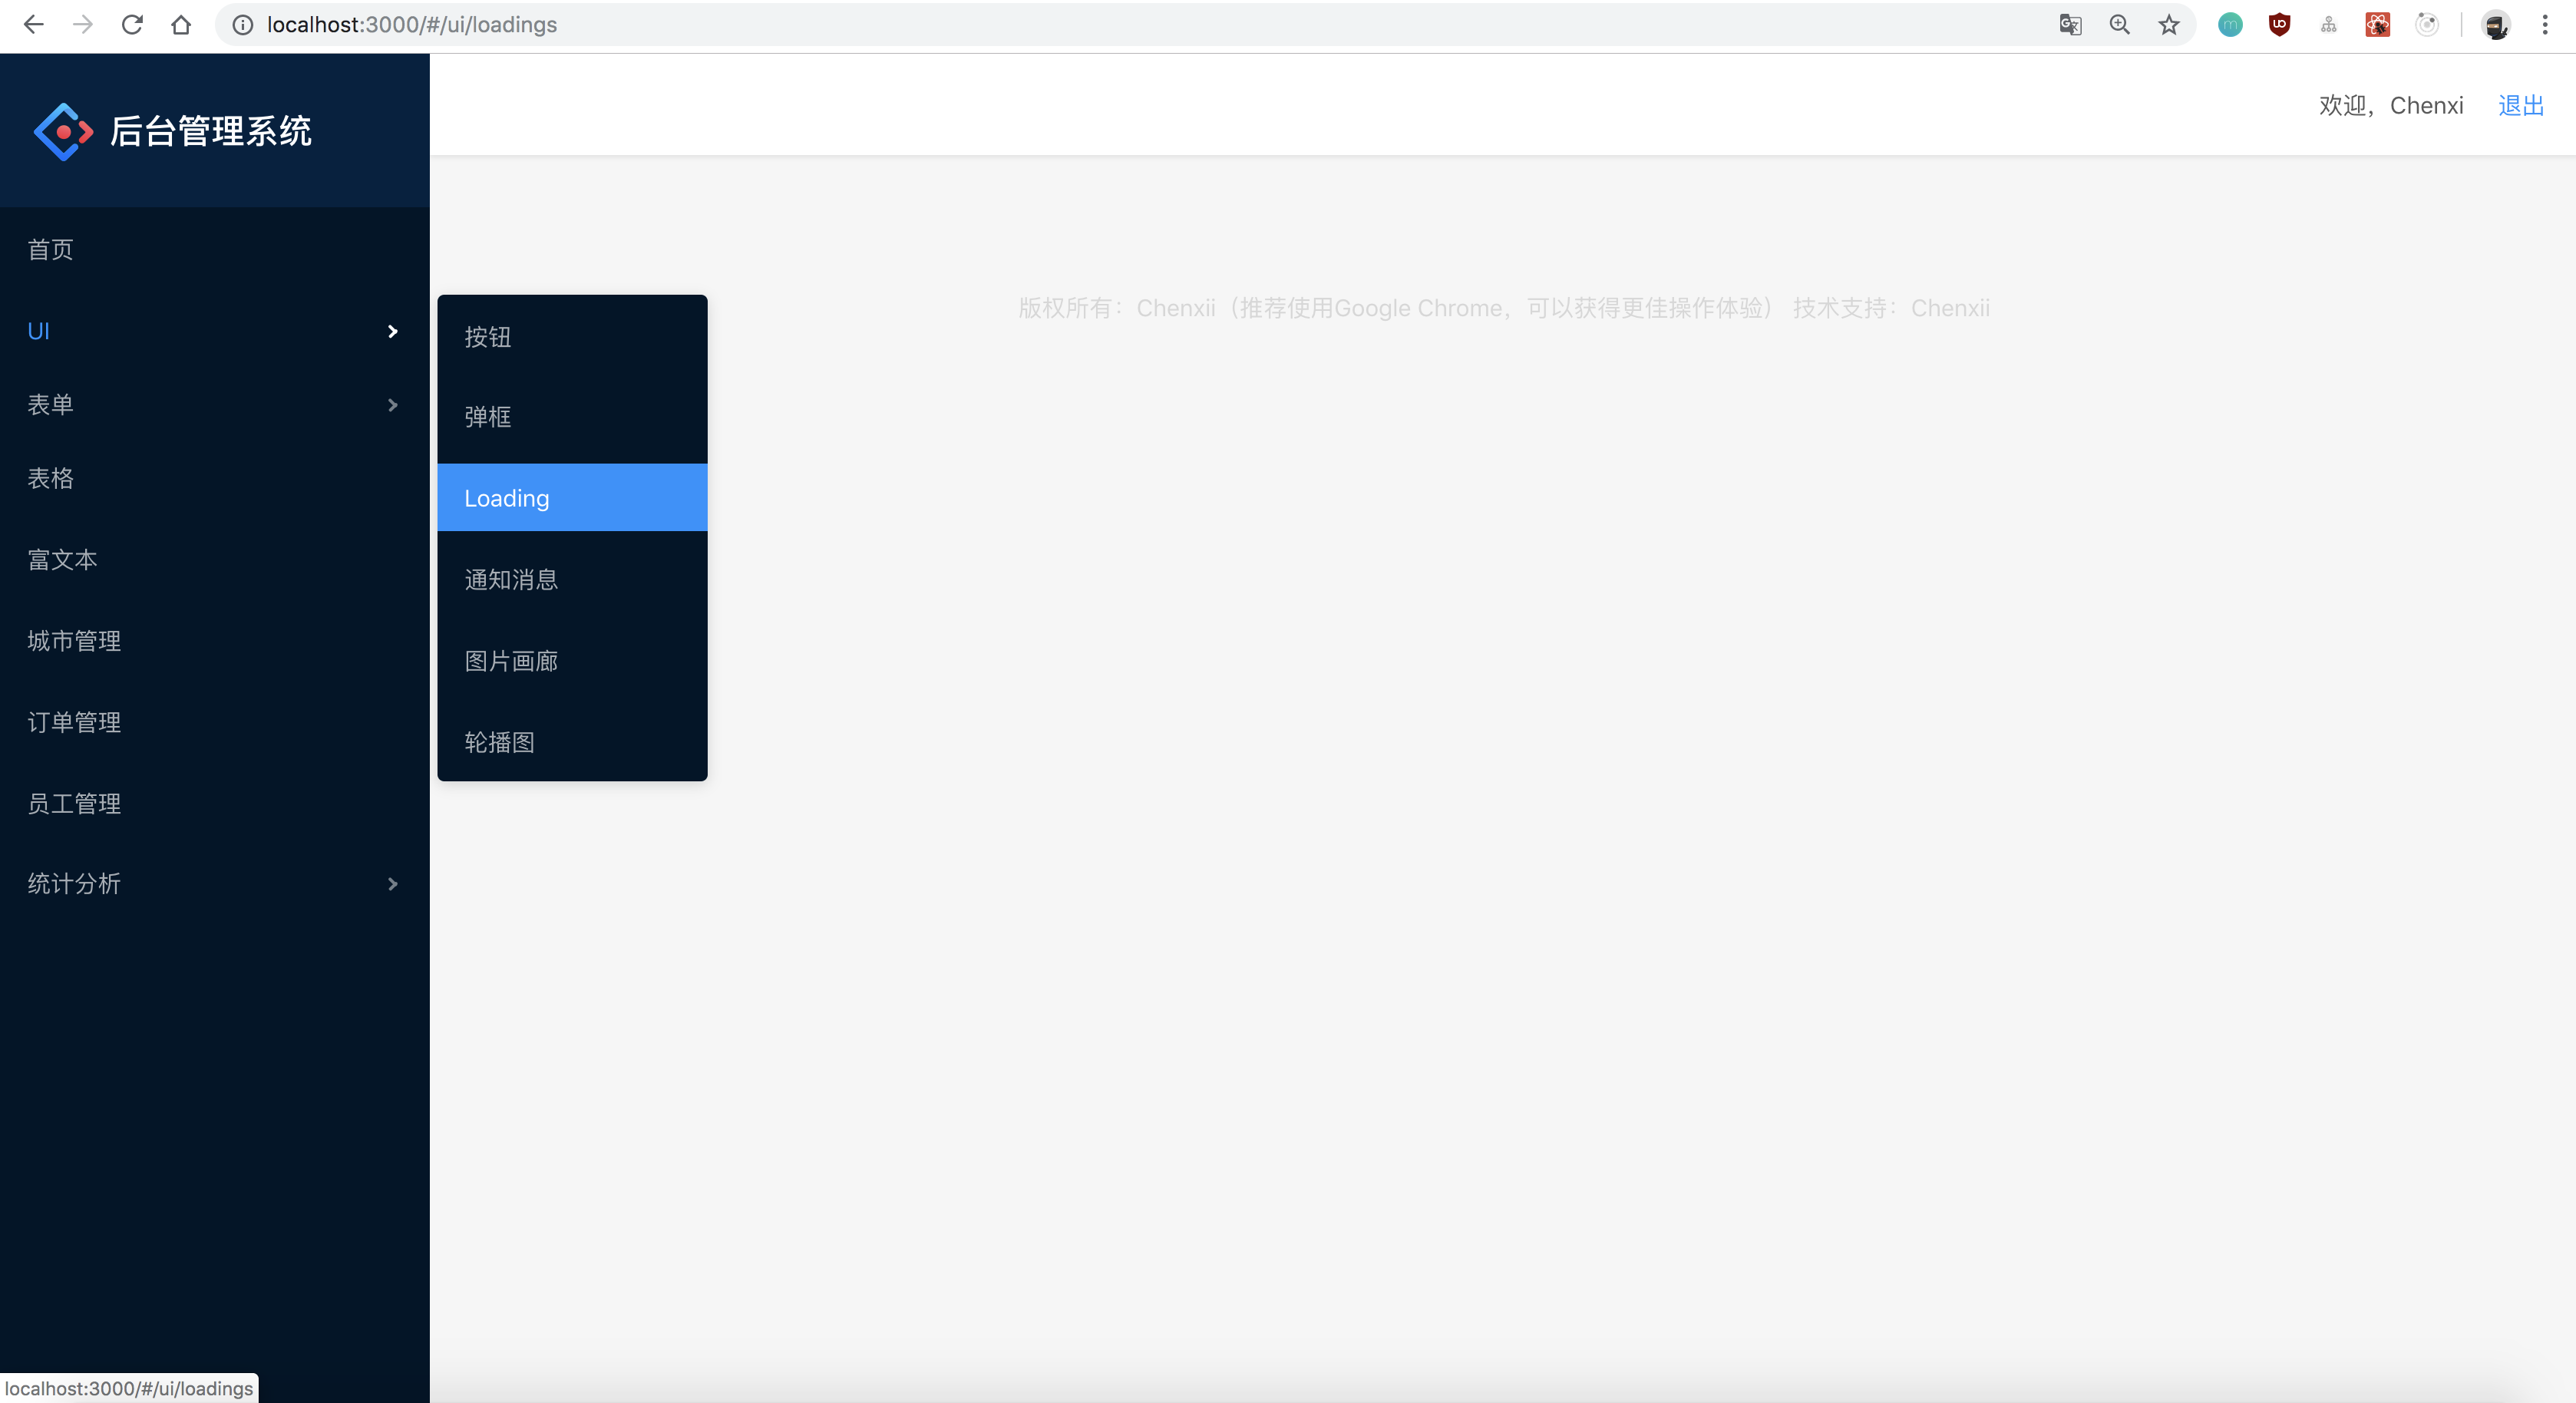 localhost:3000/#/ui/loadings
后台管理系统
欢迎，Chenxi 退出
首页
UI
表单
表格
富文本
城市管理
订单管理
员工管理
统计分析
按钮
弹框
Loading
通知消息
图片画廊
轮播图
版权所有：Chenxii（推荐使用Google Chrome，可以获得更佳操作体验） 技术支持：Chenxii
localhost:3000/#/ui/loadings